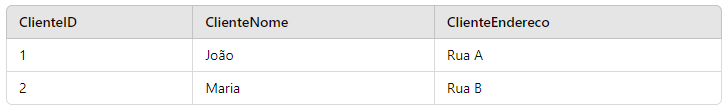 ClienteID ClienteNome ClienteEndereco
1 João Rua A
2 Maria Rua B